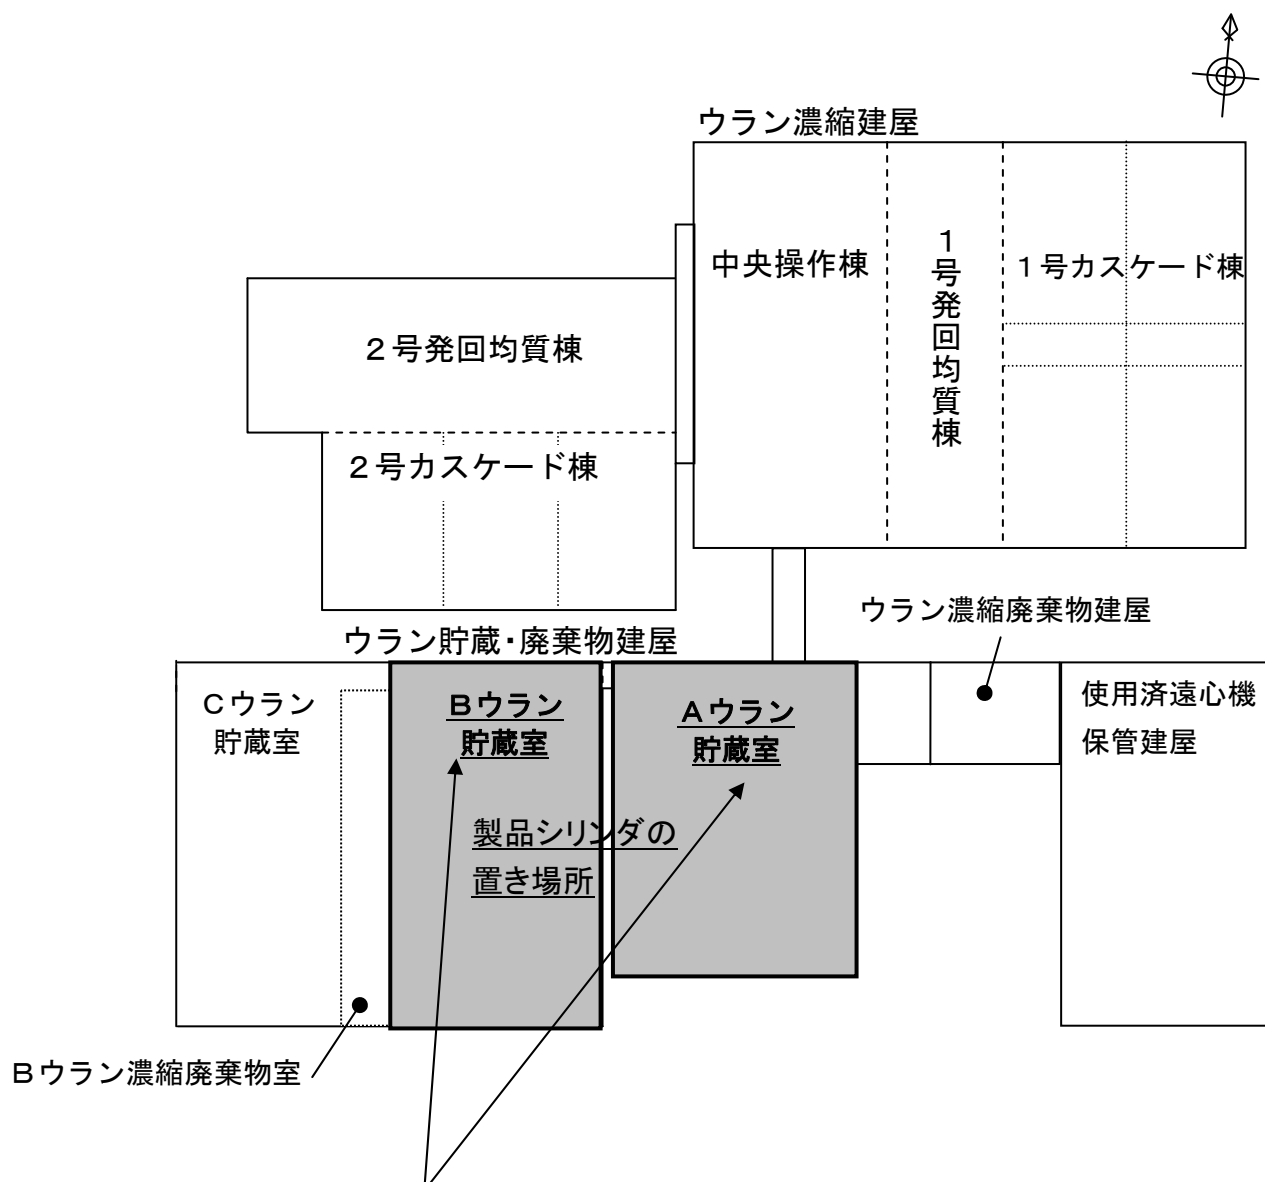 ウラン濃縮建屋
中央操作棟
1号発回均質棟
１号カスケード棟
２号発回均質棟
２号カスケード棟
ウラン濃縮廃棄物建屋
ウラン貯蔵・廃棄物建屋
Ｃウラン
貯蔵室
Ｂウラン
貯蔵室
Ａウラン
貯蔵室
使用済遠心機
保管建屋
製品シリンダの
置き場所
Ｂウラン濃縮廃棄物室